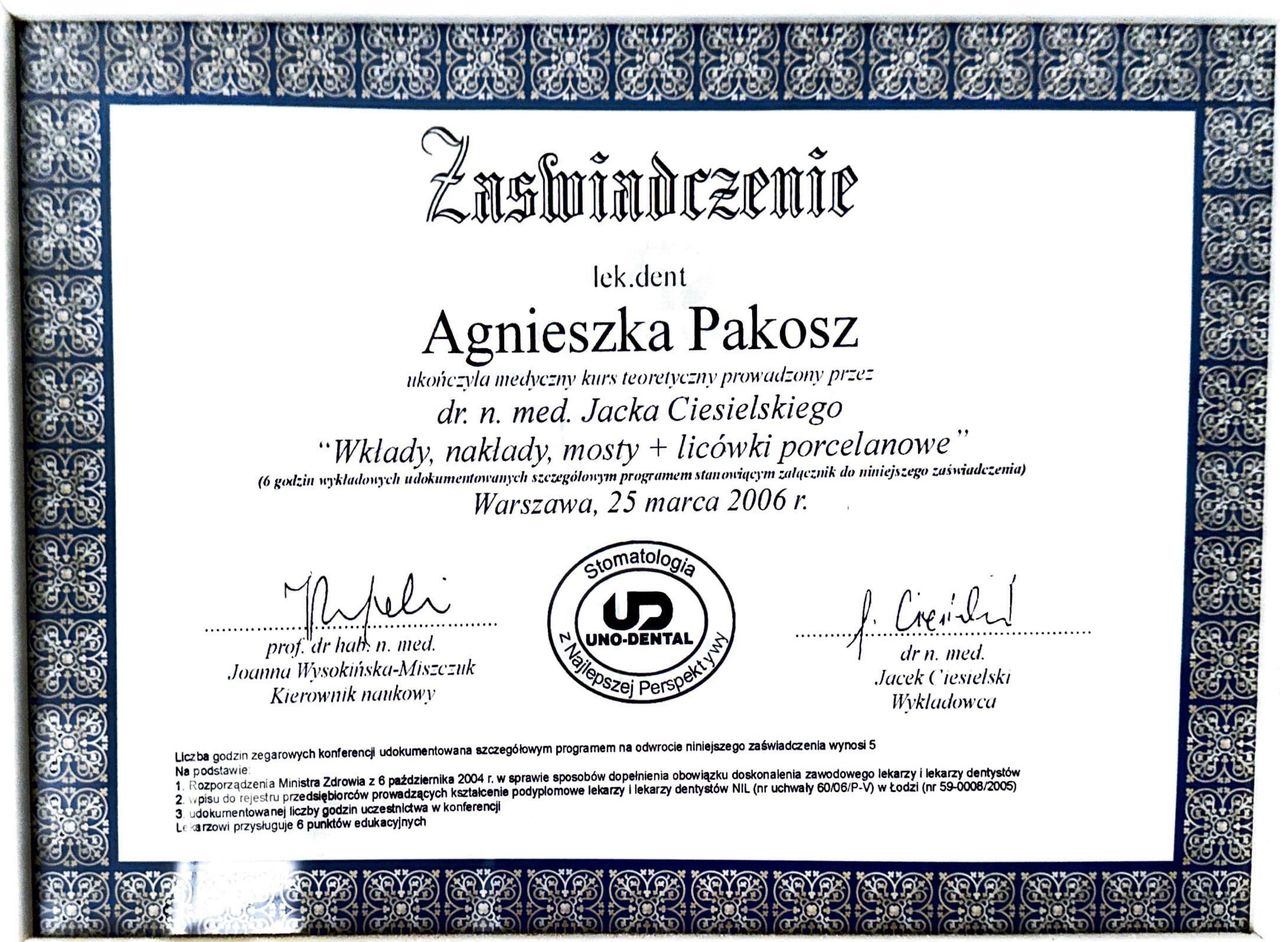 Zaświadczenie
lek.dent
Agnieszka Pakosz
ukończyła medyczny kurs teoretyczny prowadzony przez
dr. n. med. Jacka Ciesielskiego
“Wkłady, nakłady, mosty + licówki porcelanowe”
(6 godzin wykładowych udokumentowanych szczegółowym programem stanowiącym załącznik do niniejszego zaświadczenia)
Warszawa, 25 marca 2006 r.
Stomatologia
UD
UNO-DENTAL
z Najlepszej Perspektywy
prof. dr hab. n. med.
Joanna Wysokińska-Miszczuk
Kierownik naukowy
J. Ciesielski
dr n. med.
Jacek Ciesielski
Wykładowca
Liczba godzin zegarowych konferencji udokumentowana szczegółowym programem na odwrocie niniejszego zaświadczenia wynosi 5
Na podstawie:
1. Rozporządzenia Ministra Zdrowia z 6 października 2004 r. w sprawie sposobów dopełnienia obowiązku doskonalenia zawodowego lekarzy i lekarzy dentystów
2. wpisu do rejestru przedsiębiorców prowadzących kształcenie podyplomowe lekarzy i lekarzy dentystów NIL (nr uchwały 60/06/P-V) w Łodzi (nr 59-0008/2005)
3. udokumentowanej liczby godzin uczestnictwa w konferencji
Lekarzowi przysługuje 6 punktów edukacyjnych